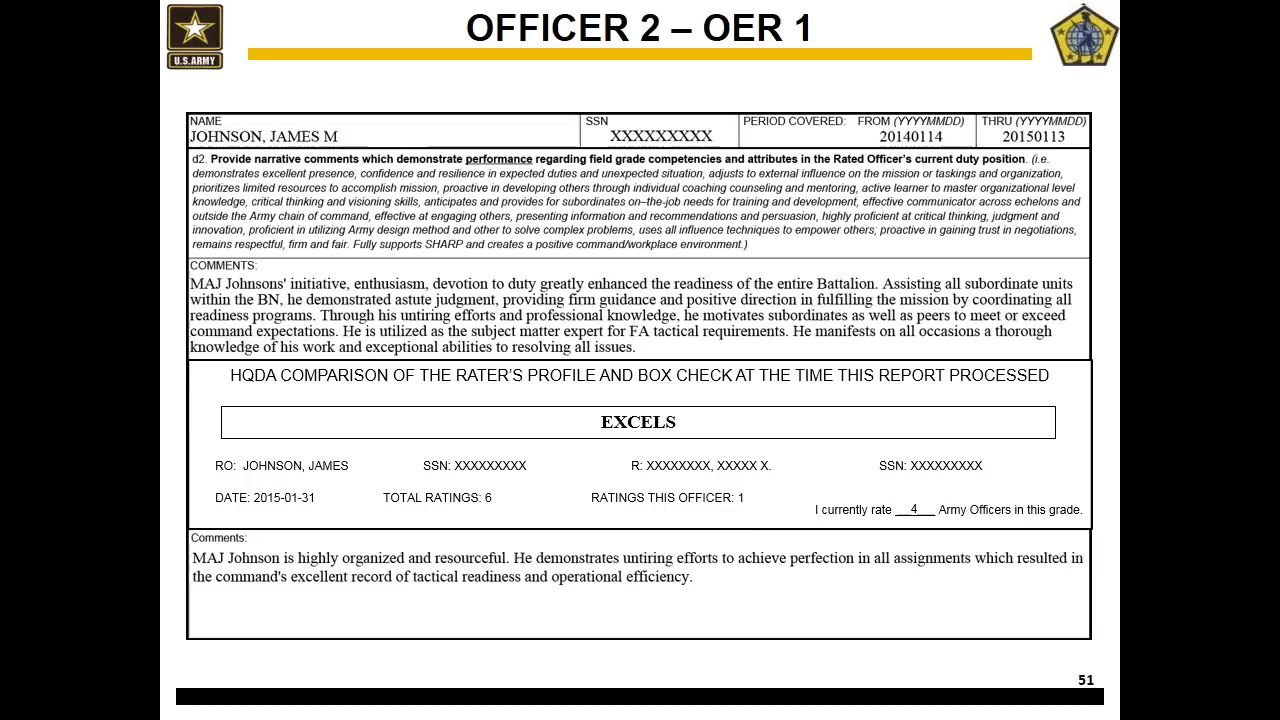 OFFICER 2 – OER 1
U.S.ARMY
NAME
JOHNSON, JAMES M
SSN
XXXXXXXXX
PERIOD COVERED: FROM (YYYYMMDD)
20140114
THRU (YYYYMMDD)
20150113
d2. Provide narrative comments which demonstrate performance regarding field grade competencies and attributes in the Rated Officer's current duty position. (i.e.
demonstrates excellent presence, confidence and resilience in expected duties and unexpected situation, adjusts to external influence on the mission or taskings and organization,
prioritizes limited resources to accomplish mission, proactive in developing others through individual coaching counseling and mentoring, active learner to master organizational level
knowledge, critical thinking and visioning skills, anticipates and provides for subordinates on–the-job needs for training and development, effective communicator across echelons and
outside the Army chain of command, effective at engaging others, presenting information and recommendations and persuasion, highly proficient at critical thinking, judgment and
innovation, proficient in utilizing Army design method and other to solve complex problems, uses all influence techniques to empower others; proactive in gaining trust in negotiations,
remains respectful, firm and fair. Fully supports SHARP and creates a positive command/workplace environment.)
COMMENTS:
MAJ Johnsons' initiative, enthusiasm, devotion to duty greatly enhanced the readiness of the entire Battalion. Assisting all subordinate units
within the BN, he demonstrated astute judgment, providing firm guidance and positive direction in fulfilling the mission by coordinating all
readiness programs. Through his untiring efforts and professional knowledge, he motivates subordinates as well as peers to meet or exceed
command expectations. He is utilized as the subject matter expert for FA tactical requirements. He manifests on all occasions a thorough
knowledge of his work and exceptional abilities to resolving all issues.
HQDA COMPARISON OF THE RATER'S PROFILE AND BOX CHECK AT THE TIME THIS REPORT PROCESSED
EXCELS
RO: JOHNSON, JAMES SSN: XXXXXXXXX R: XXXXXXXX, XXXXX X. SSN: XXXXXXXXX
DATE: 2015-01-31 TOTAL RATINGS: 6 RATINGS THIS OFFICER: 1
I currently rate __4__ Army Officers in this grade.
Comments:
MAJ Johnson is highly organized and resourceful. He demonstrates untiring efforts to achieve perfection in all assignments which resulted in
the command's excellent record of tactical readiness and operational efficiency.
51